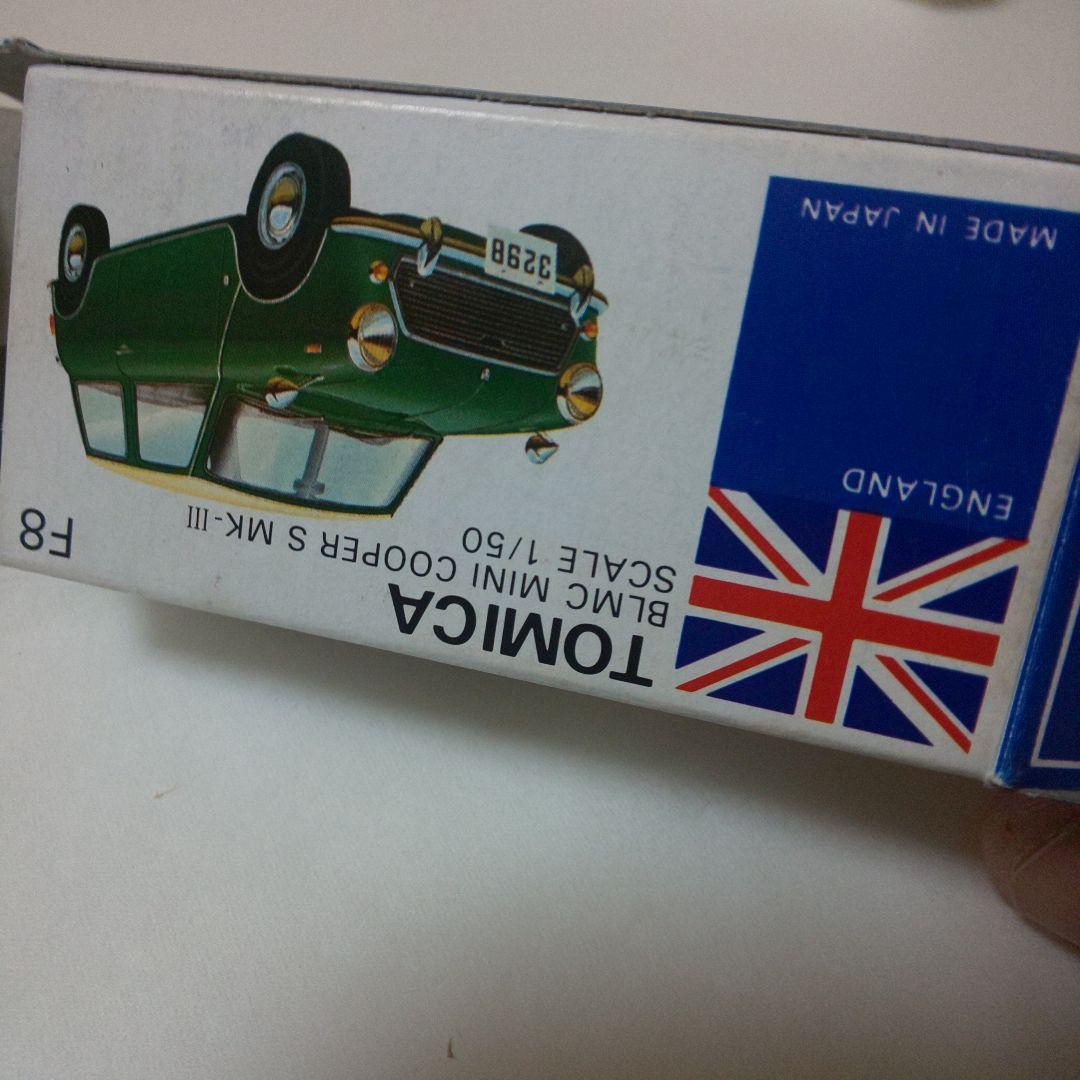 TOMICA
BLMC MINI COOPER S MK-III
SCALE 1/50
F8
ENGLAND
MADE IN JAPAN
329B